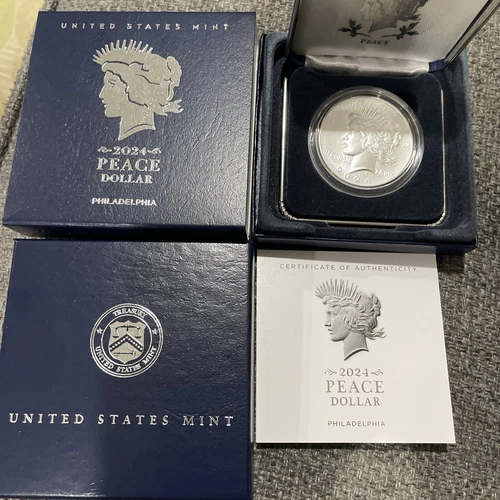 UNITED STATES MINT
2024
PEACE
DOLLAR
PHILADELPHIA
PEACE
CERTIFICATE OF AUTHENTICITY
2024
PEACE
DOLLAR
PHILADELPHIA
TREASURY
UNITED STATES MINT
UNITED STATES MINT